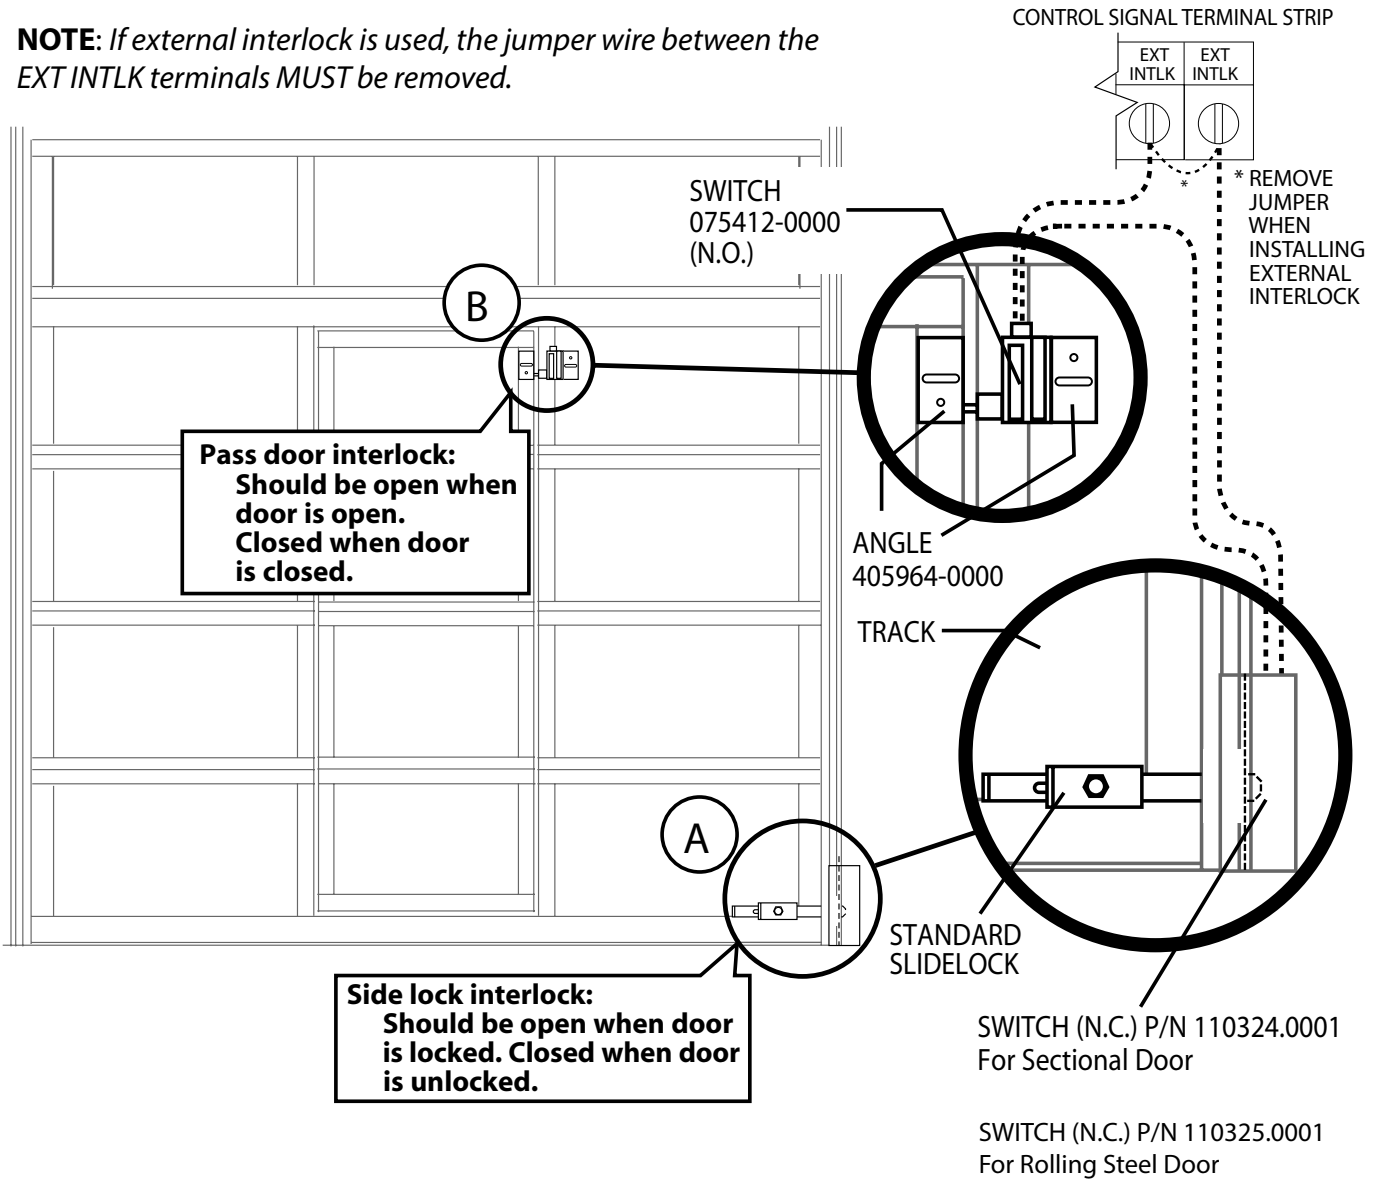 NOTE: If external interlock is used, the jumper wire between the
EXT INTLK terminals MUST be removed.
CONTROL SIGNAL TERMINAL STRIP
EXT
INTLK
EXT
INTLK
*
* REMOVE
JUMPER
WHEN
INSTALLING
EXTERNAL
INTERLOCK
SWITCH
075412-0000
(N.O.)
B
Pass door interlock:
Should be open when
door is open.
Closed when door
is closed.
ANGLE
405964-0000
TRACK
A
STANDARD
SLIDELOCK
Side lock interlock:
Should be open when door
is locked. Closed when door
is unlocked.
SWITCH (N.C.) P/N 110324.0001
For Sectional Door
SWITCH (N.C.) P/N 110325.0001
For Rolling Steel Door